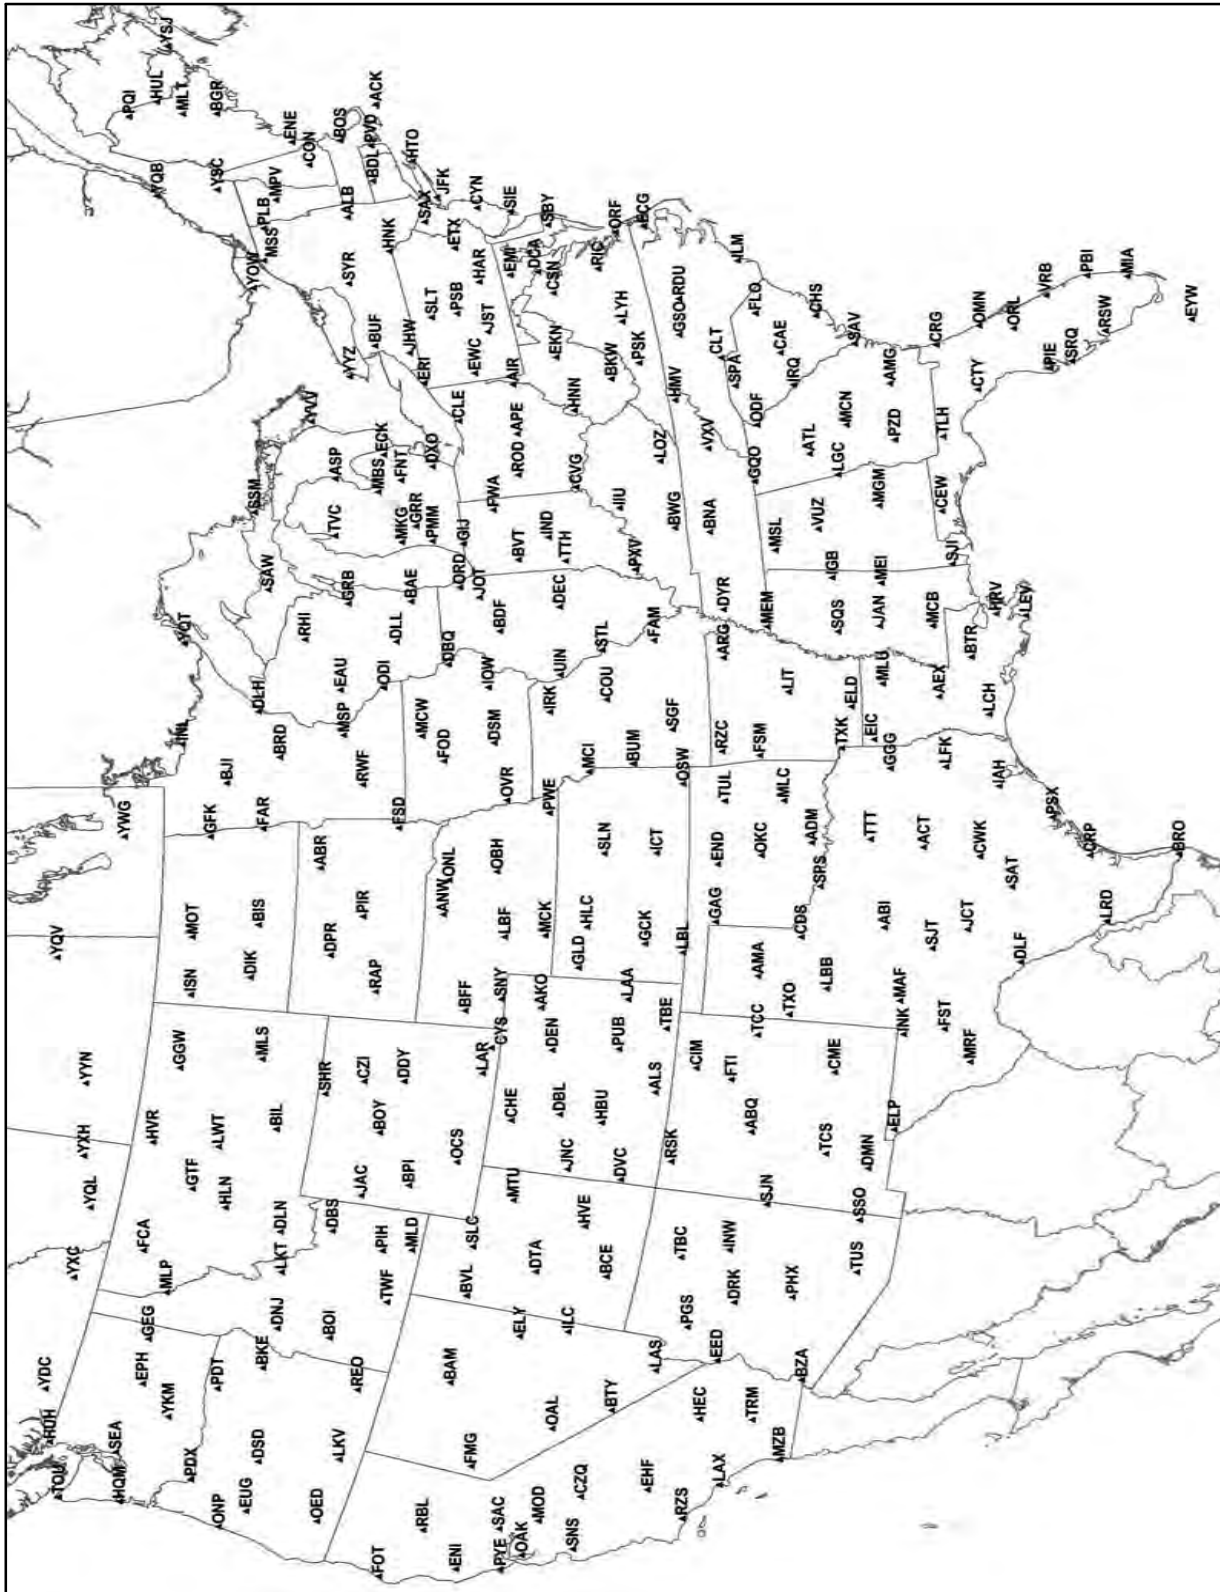 YDC
HUH
TOU
YXC
YQL
YXH
YYN
YQV
YWG
SEA
HQM
EPH
GEG
MLP
FCA
HVR
GGW
ISN
MOT
GFK
INL
YQT
YKM
PDX
PDT
GTF
HLN
LWT
DIK
BIS
BJI
FAR
DLH
BRD
SAW
SSM
ONP
EUG
DSD
BKE
DNJ
LKT
DLN
BIL
MLS
OED
LKV
REO
BOI
DBS
SHR
DPR
ABR
MSP
EAU
RHI
GRB
TVC
ASP
YVV
PIH
TWF
MLD
JAC
BPI
BOY
CZI
DDY
RAP
PIR
RWF
FSD
ODI
DLL
BAE
MKG
GRR
PMM
MBS
FNT
ECK
DXO
YYZ
BUF
SYR
YOW
MSS
PLB
MPV
YSC
YQB
PQI
HUL
MLT
BGR
YSJ
ENE
CON
BOS
PVD
ACK
BDL
HTO
ALB
HNK
SAX
JFK
CYN
SIE
ETX
HAR
SBY
EMI
DCA
CSN
SLT
PSB
JST
JHW
ERI
EWC
AIR
CLE
APE
ROD
FWA
GIJ
ORD
JOT
BVT
IND
TTH
DEC
BDF
DBQ
IOW
MCW
FOD
DSM
OVR
ONL
ANW
OBH
LBF
MCK
BFF
SNY
CYS
LAR
OCS
CHE
MTU
SLC
BVL
DTA
ELY
BAM
FMG
FOT
RBL
ENI
SAC
PYE
OAK
MOD
SNS
CZQ
OAL
ILC
BCE
HVE
JNC
DBL
HBU
DVC
DEN
AKO
PUB
LAA
TBE
ALS
GLD
HLC
GCK
LBL
SLN
ICT
PWE
MCI
IRK
UIN
COU
STL
BUM
FAM
SGF
OSW
PXV
IIU
CVG
HNN
EKN
BKW
LYH
PSK
RIC
ORF
ECG
LOZ
BWG
HMV
GSO
RDU
BTY
LAS
EHF
RZS
LAX
HEC
TRM
MZB
BZA
EED
PGS
TBC
DRK
INW
PHX
TUS
SSO
SJN
RSK
ABQ
CIM
FTI
TCC
TXO
CME
TCS
DMN
ELP
AMA
LBB
CDS
GAG
END
OKC
TUL
RZC
MLC
FSM
ADM
SPS
TXK
LIT
ARG
DYR
MEM
BNA
VXV
MSL
GQO
ODF
SPA
CLT
CAE
FLO
ILM
IRQ
CHS
SAV
ATL
MCN
LGC
VUZ
IGB
SQS
ELD
EIC
MLU
JAN
MEI
MGM
PZD
AMG
GGG
TTT
ABI
MAF
INK
FST
MRF
SJT
JCT
ACT
CWK
LFK
AEX
MCB
BTR
LCH
IAH
SAT
DLF
LRD
CRP
PSX
BRO
HRV
LEV
SJI
CEW
TLH
CRG
CTY
OMN
ORL
PIE
SRQ
RSW
VRB
PBI
MIA
EYW